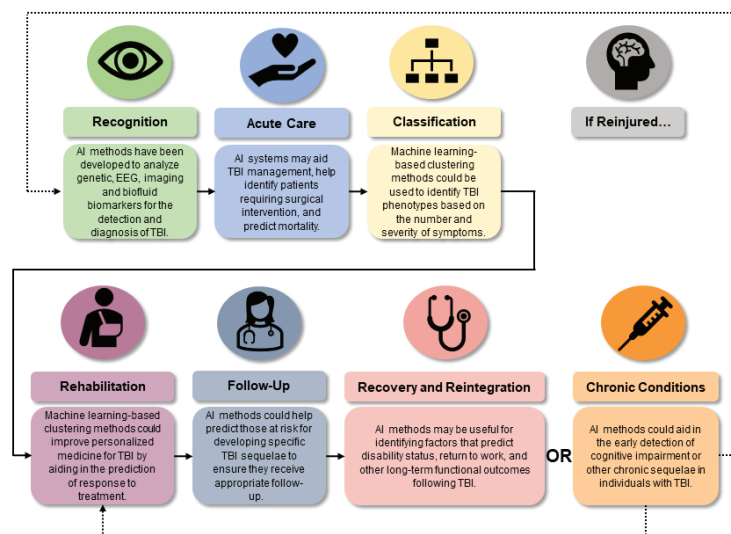 Recognition
AI methods have been
developed to analyze
genetic, EEG, imaging
and biofluid
biomarkers for the
detection and
diagnosis of TBI.
Acute Care
AI systems may aid
TBI management, help
identify patients
requiring surgical
intervention, and
predict mortality.
Classification
Machine learning-
based clustering
methods could be
used to identify TBI
phenotypes based on
the number and
severity of symptoms.
If Reinjured...
Rehabilitation
Machine learning-based
clustering methods could
improve personalized
medicine for TBI by
aiding in the prediction
of response to
treatment.
Follow-Up
AI methods could help
predict those at risk for
developing specific
TBI sequelae to
ensure they receive
appropriate follow-
up.
Recovery and Reintegration
AI methods may be useful for
identifying factors that predict
disability status, return to work, and
other long-term functional outcomes
following TBI.
OR
Chronic Conditions
AI methods could aid in
the early detection of
cognitive impairment or
other chronic sequelae in
individuals with TBI.